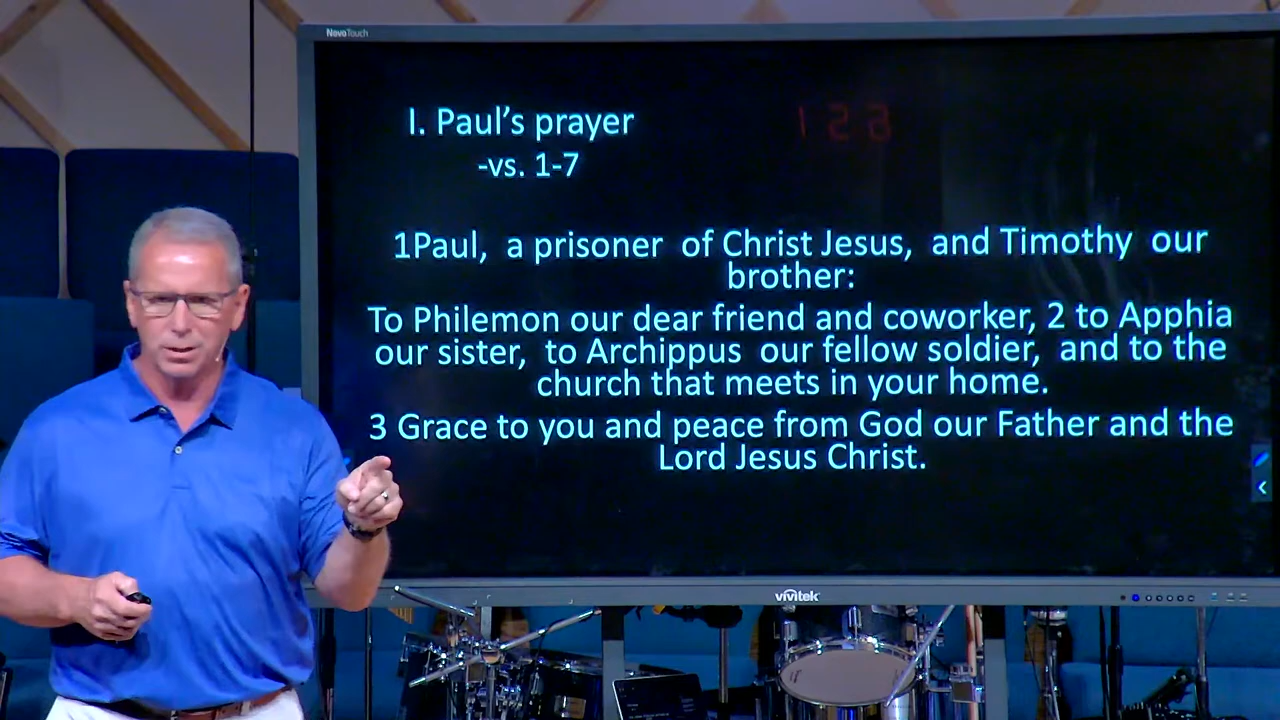 NovoTouch
I. Paul's prayer
123
-vs. 1-7
1Paul, a prisoner of Christ Jesus, and Timothy our
brother:
To Philemon our dear friend and coworker, 2 to Apphia
our sister, to Archippus our fellow soldier, and to the
church that meets in your home.
3 Grace to you and peace from God our Father and the
Lord Jesus Christ.
vivitek